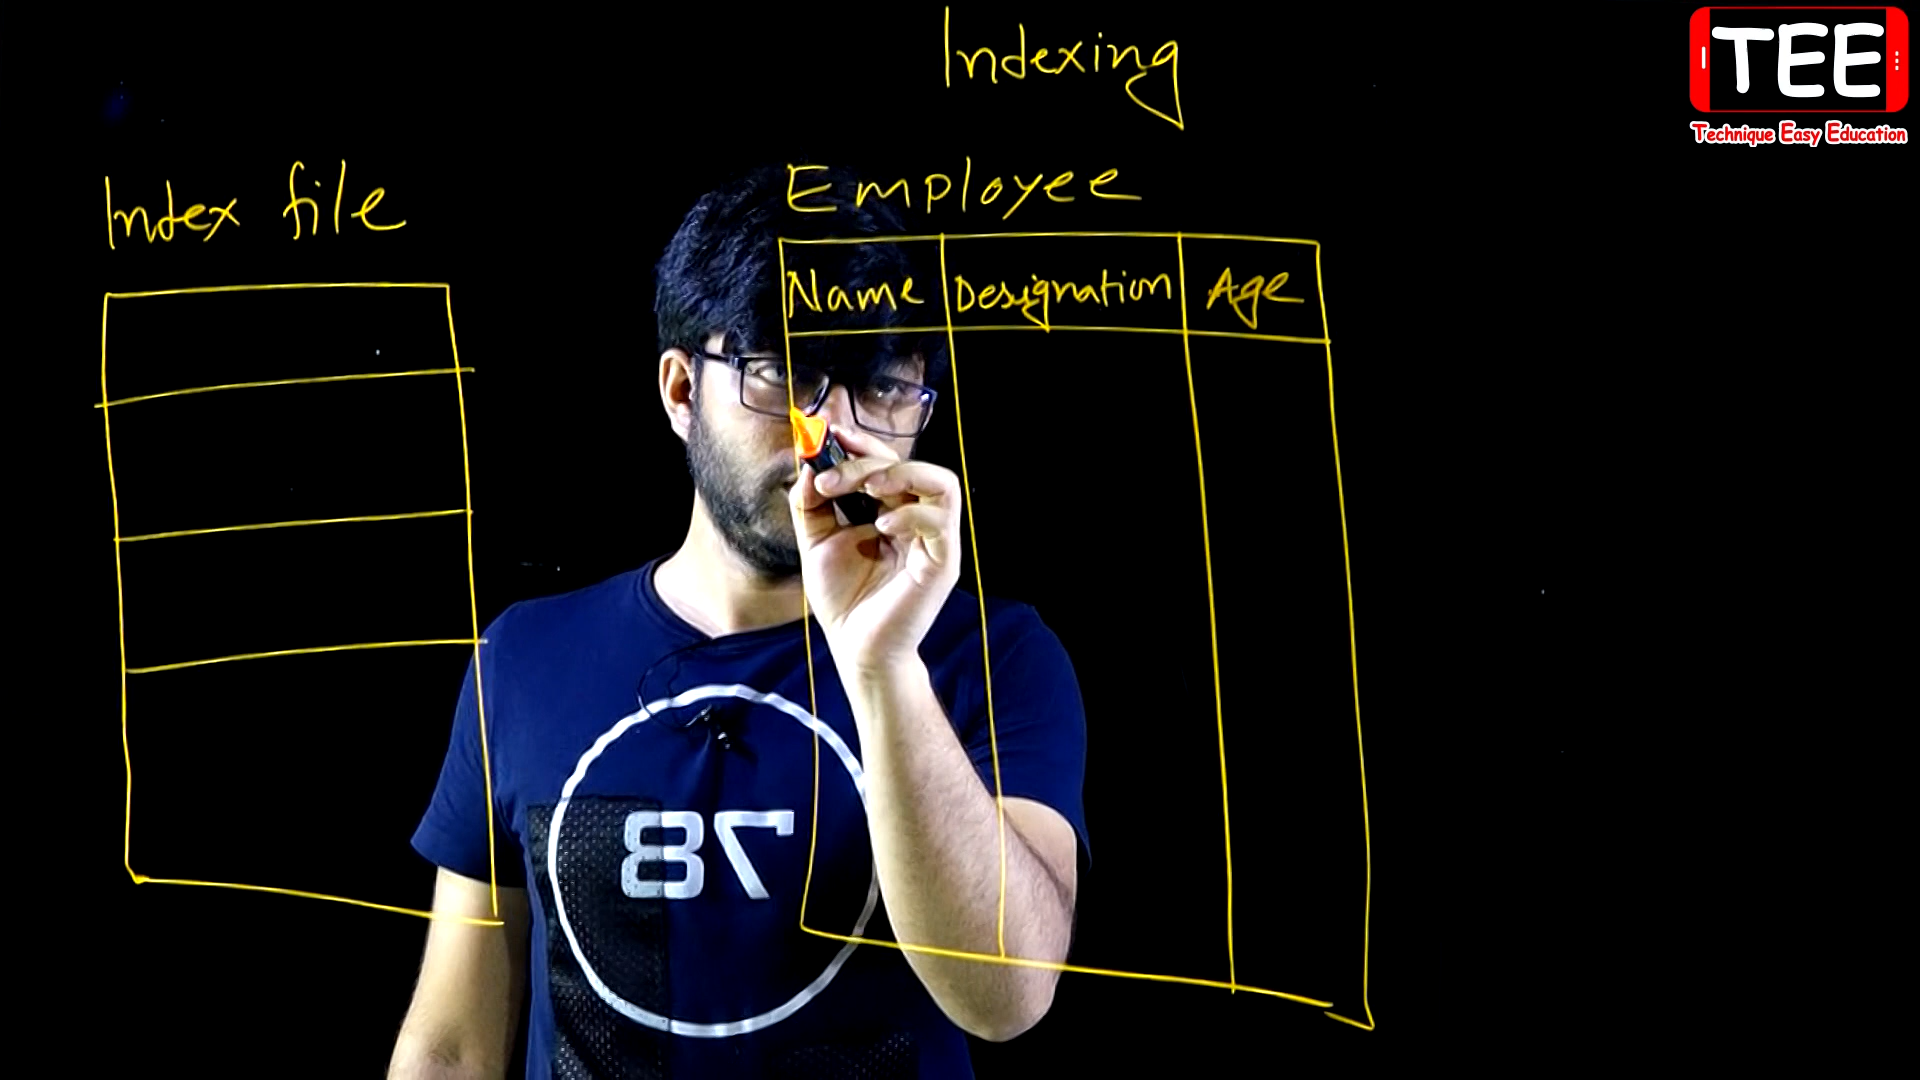 Indexing
TEE
Technique Easy Education
Index file
Employee
Name Designation Age
78